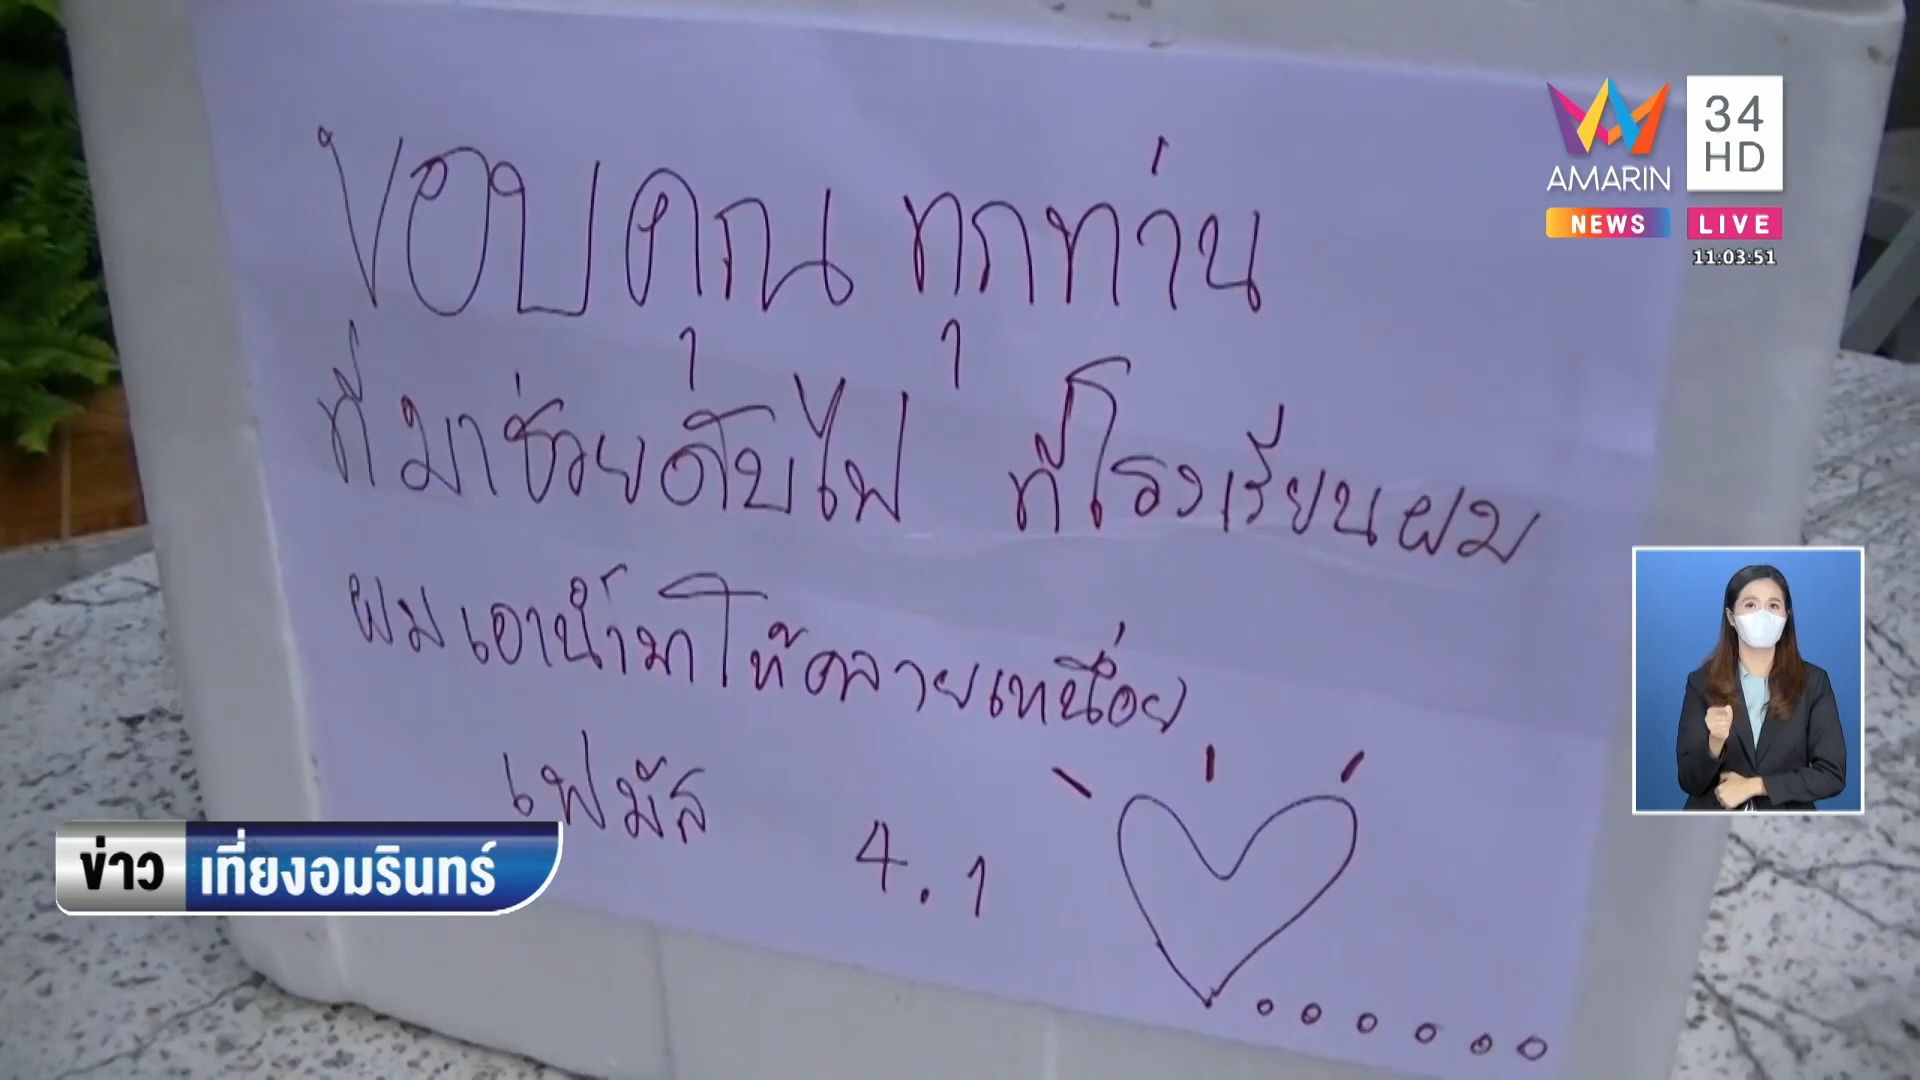 ขอบคุณ ทุกท่าน
ที่มาช่วยดับไฟ ที่โรงเรียนผม
ผมเอาน้ำมาให้คลายเหนื่อย
เฟมัส 4.1
AMARIN
NEWS
34
HD
LIVE
11:03:51
ข่าว เที่ยงอมรินทร์